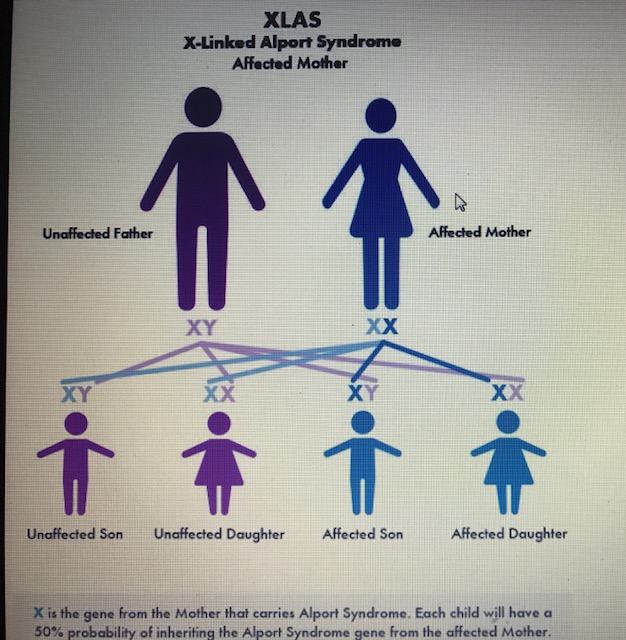 XLAS
X-Linked Alport Syndrome
Affected Mother
Unaffected Father
Affected Mother
XY
XX
XY
XX
XY
XX
Unaffected Son
Unaffected Daughter
Affected Son
Affected Daughter
X is the gene from the Mother that carries Alport Syndrome. Each child will have a
50% probability of inheriting the Alport Syndrome gene from the affected Mother.